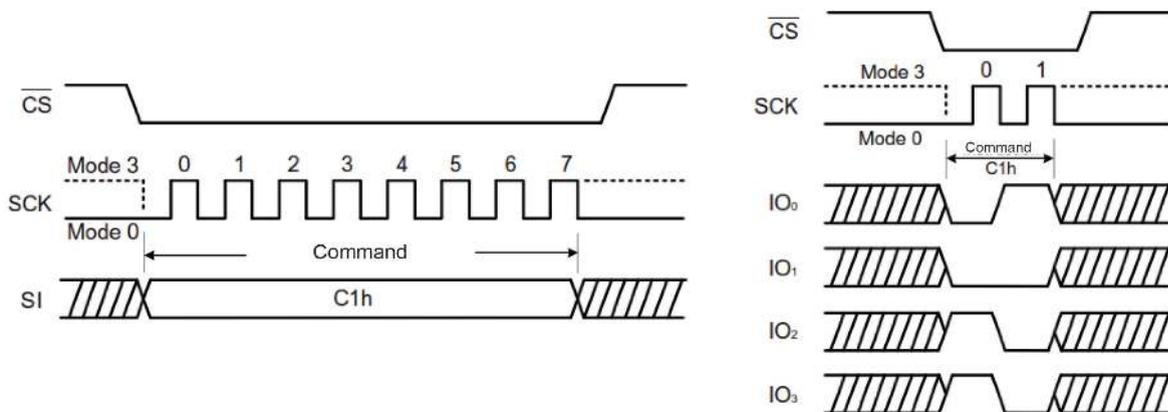 CS
Mode 3
0 1 2 3 4 5 6 7
SCK
Mode 0
Command
SI
C1h
CS
Mode 3
0 1
SCK
Mode 0
Command
C1h
IO₀
IO₁
IO₂
IO₃